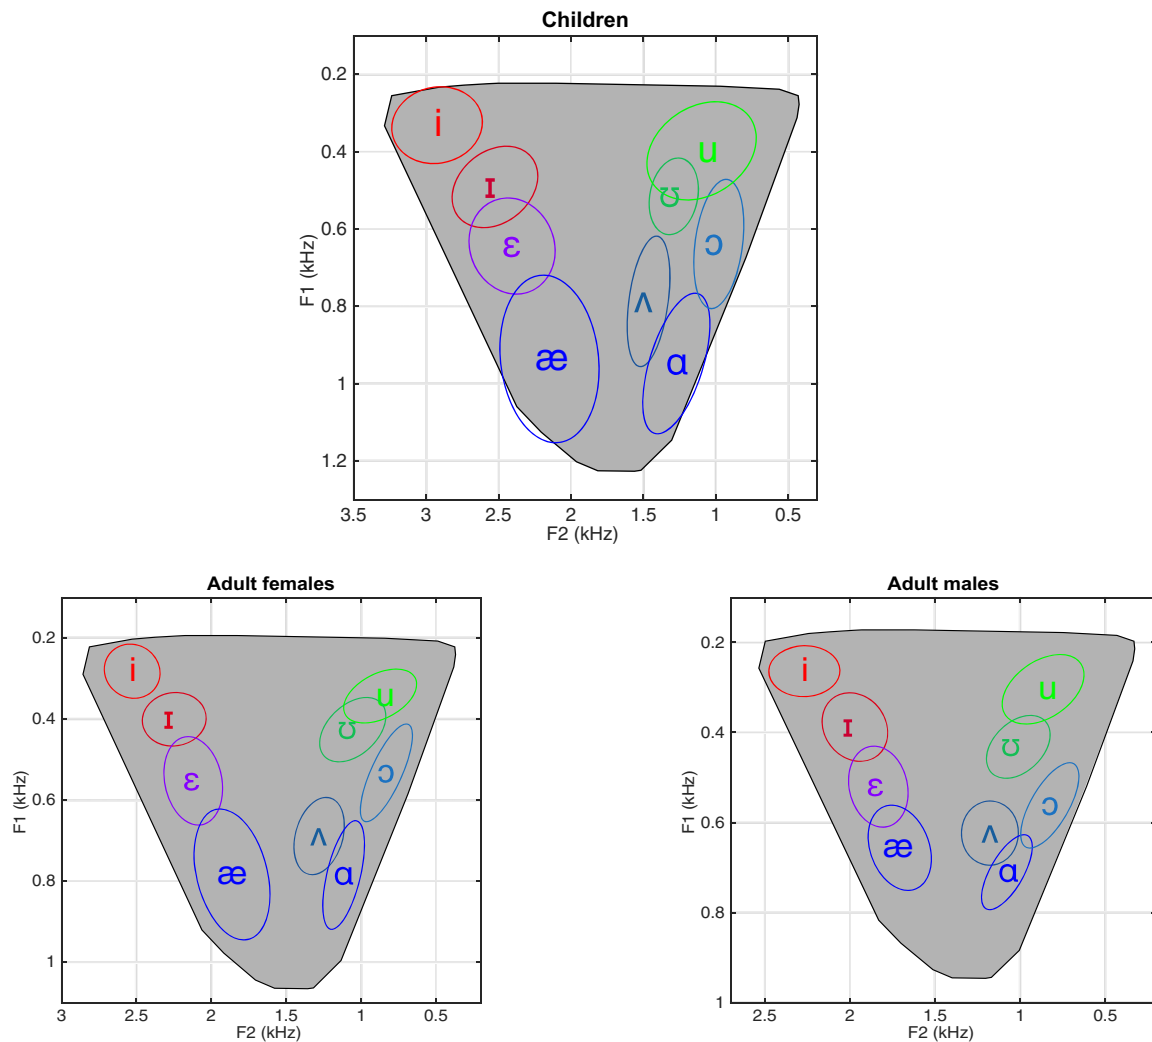 Children
0.2
0.4
0.6
0.8
1
1.2
F1 (kHz)
i
ɪ
ɛ
æ
u
ʊ
ɔ
ʌ
ɑ
3.5 3 2.5 2 1.5 1 0.5
F2 (kHz)
Adult females
0.2
0.4
0.6
0.8
1
F1 (kHz)
i
ɪ
ɛ
æ
u
ʊ
ɔ
ʌ
ɑ
3 2.5 2 1.5 1 0.5
F2 (kHz)
Adult males
0.2
0.4
0.6
0.8
1
F1 (kHz)
i
ɪ
ɛ
æ
u
ʊ
ɔ
ʌ
ɑ
2.5 2 1.5 1 0.5
F2 (kHz)